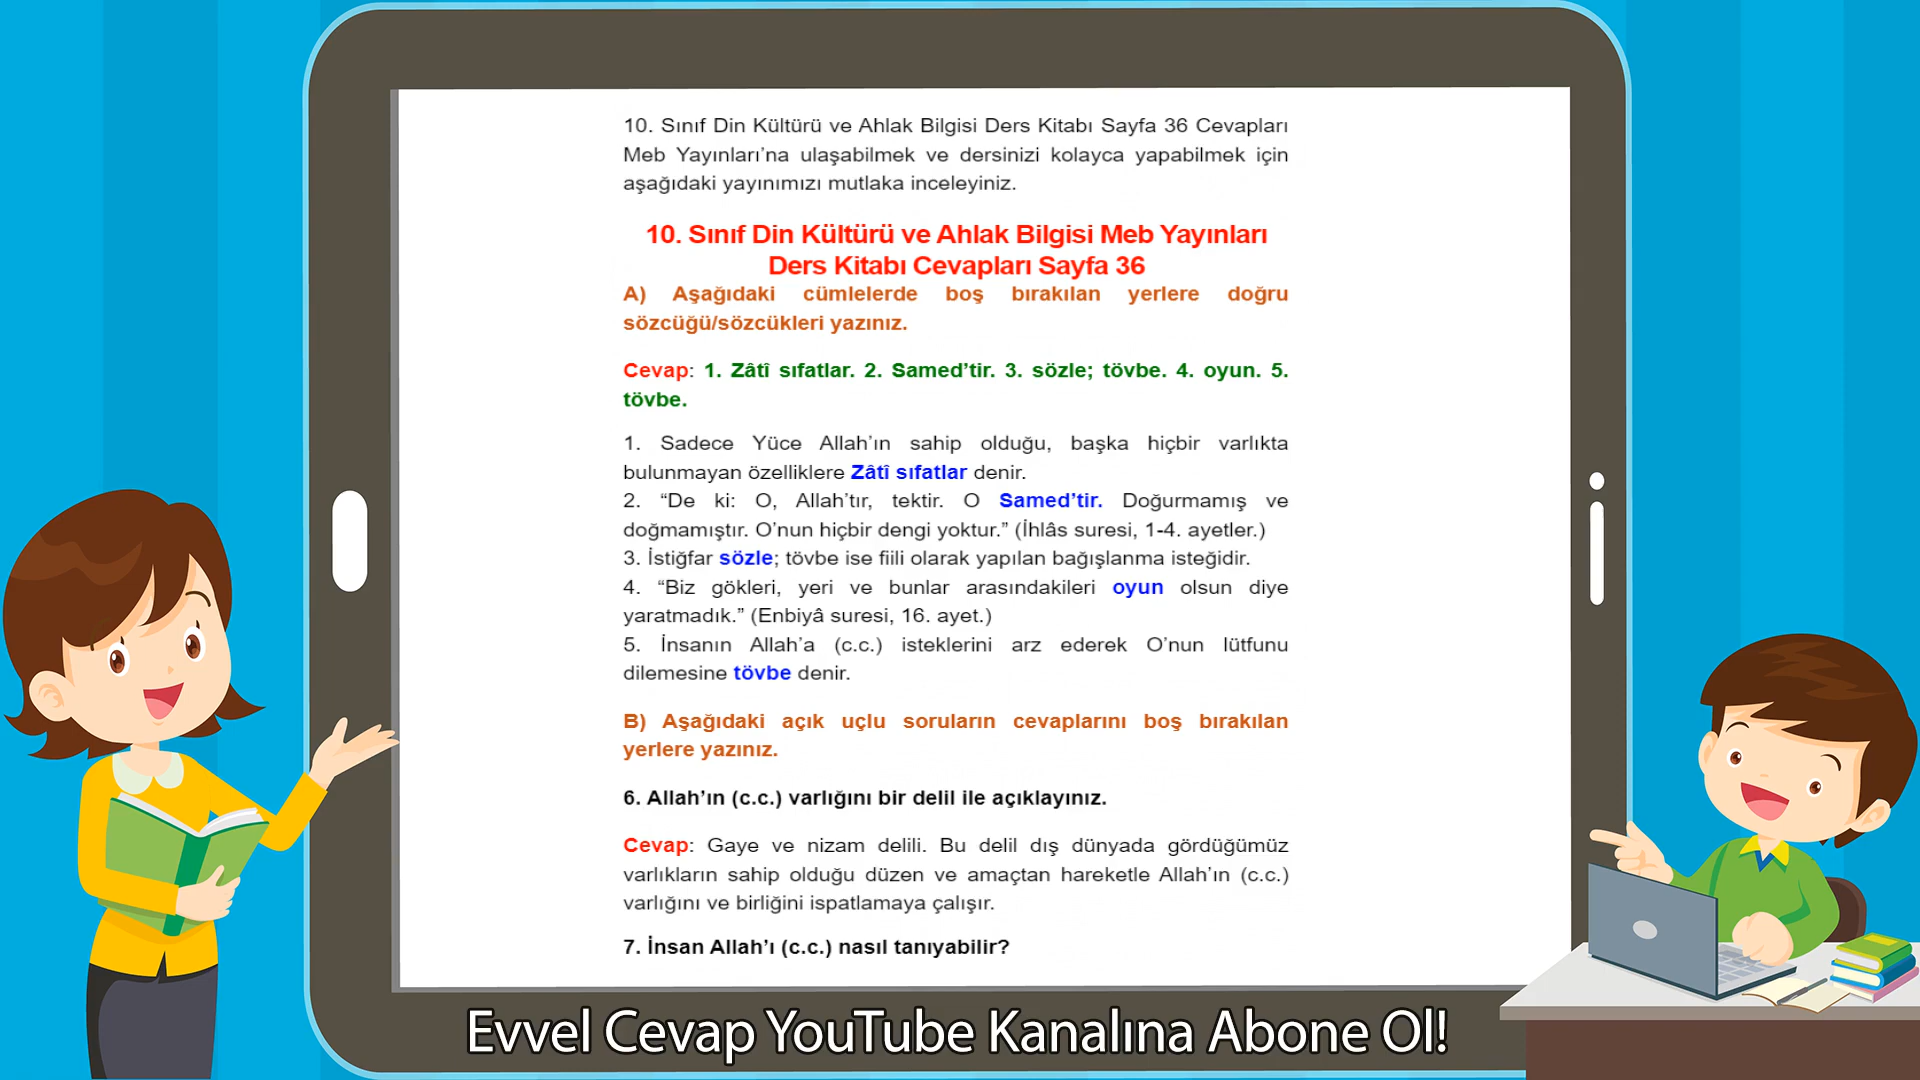 10. Sınıf Din Kültürü ve Ahlak Bilgisi Ders Kitabı Sayfa 36 Cevapları
Meb Yayınları’na ulaşabilmek ve dersinizi kolayca yapabilmek için
aşağıdaki yayınımızı mutlaka inceleyiniz.
10. Sınıf Din Kültürü ve Ahlak Bilgisi Meb Yayınları
Ders Kitabı Cevapları Sayfa 36
A) Aşağıdaki cümlelerde boş bırakılan yerlere doğru
sözcüğü/sözcükleri yazınız.
Cevap: 1. Zâtî sıfatlar. 2. Samed’tir. 3. sözle; tövbe. 4. oyun. 5.
tövbe.
1. Sadece Yüce Allah’ın sahip olduğu, başka hiçbir varlıkta
bulunmayan özelliklere Zâtî sıfatlar denir.
2. “De ki: O, Allah’tır, tektir. O Samed’tir. Doğurmamış ve
doğmamıştır. O’nun hiçbir dengi yoktur.” (İhlâs suresi, 1-4. ayetler.)
3. İstiğfar sözle; tövbe ise fiili olarak yapılan bağışlanma isteğidir.
4. “Biz gökleri, yeri ve bunlar arasındakileri oyun olsun diye
yaratmadık.” (Enbiyâ suresi, 16. ayet.)
5. İnsanın Allah’a (c.c.) isteklerini arz ederek O’nun lütfunu
dilemesine tövbe denir.
B) Aşağıdaki açık uçlu soruların cevaplarını boş bırakılan
yerlere yazınız.
6. Allah’ın (c.c.) varlığını bir delil ile açıklayınız.
Cevap: Gaye ve nizam delili. Bu delil dış dünyada gördüğümüz
varlıkların sahip olduğu düzen ve amaçtan hareketle Allah’ın (c.c.)
varlığını ve birliğini ispatlamaya çalışır.
7. İnsan Allah’ı (c.c.) nasıl tanıyabilir?
Evvel Cevap YouTube Kanalına Abone Ol!